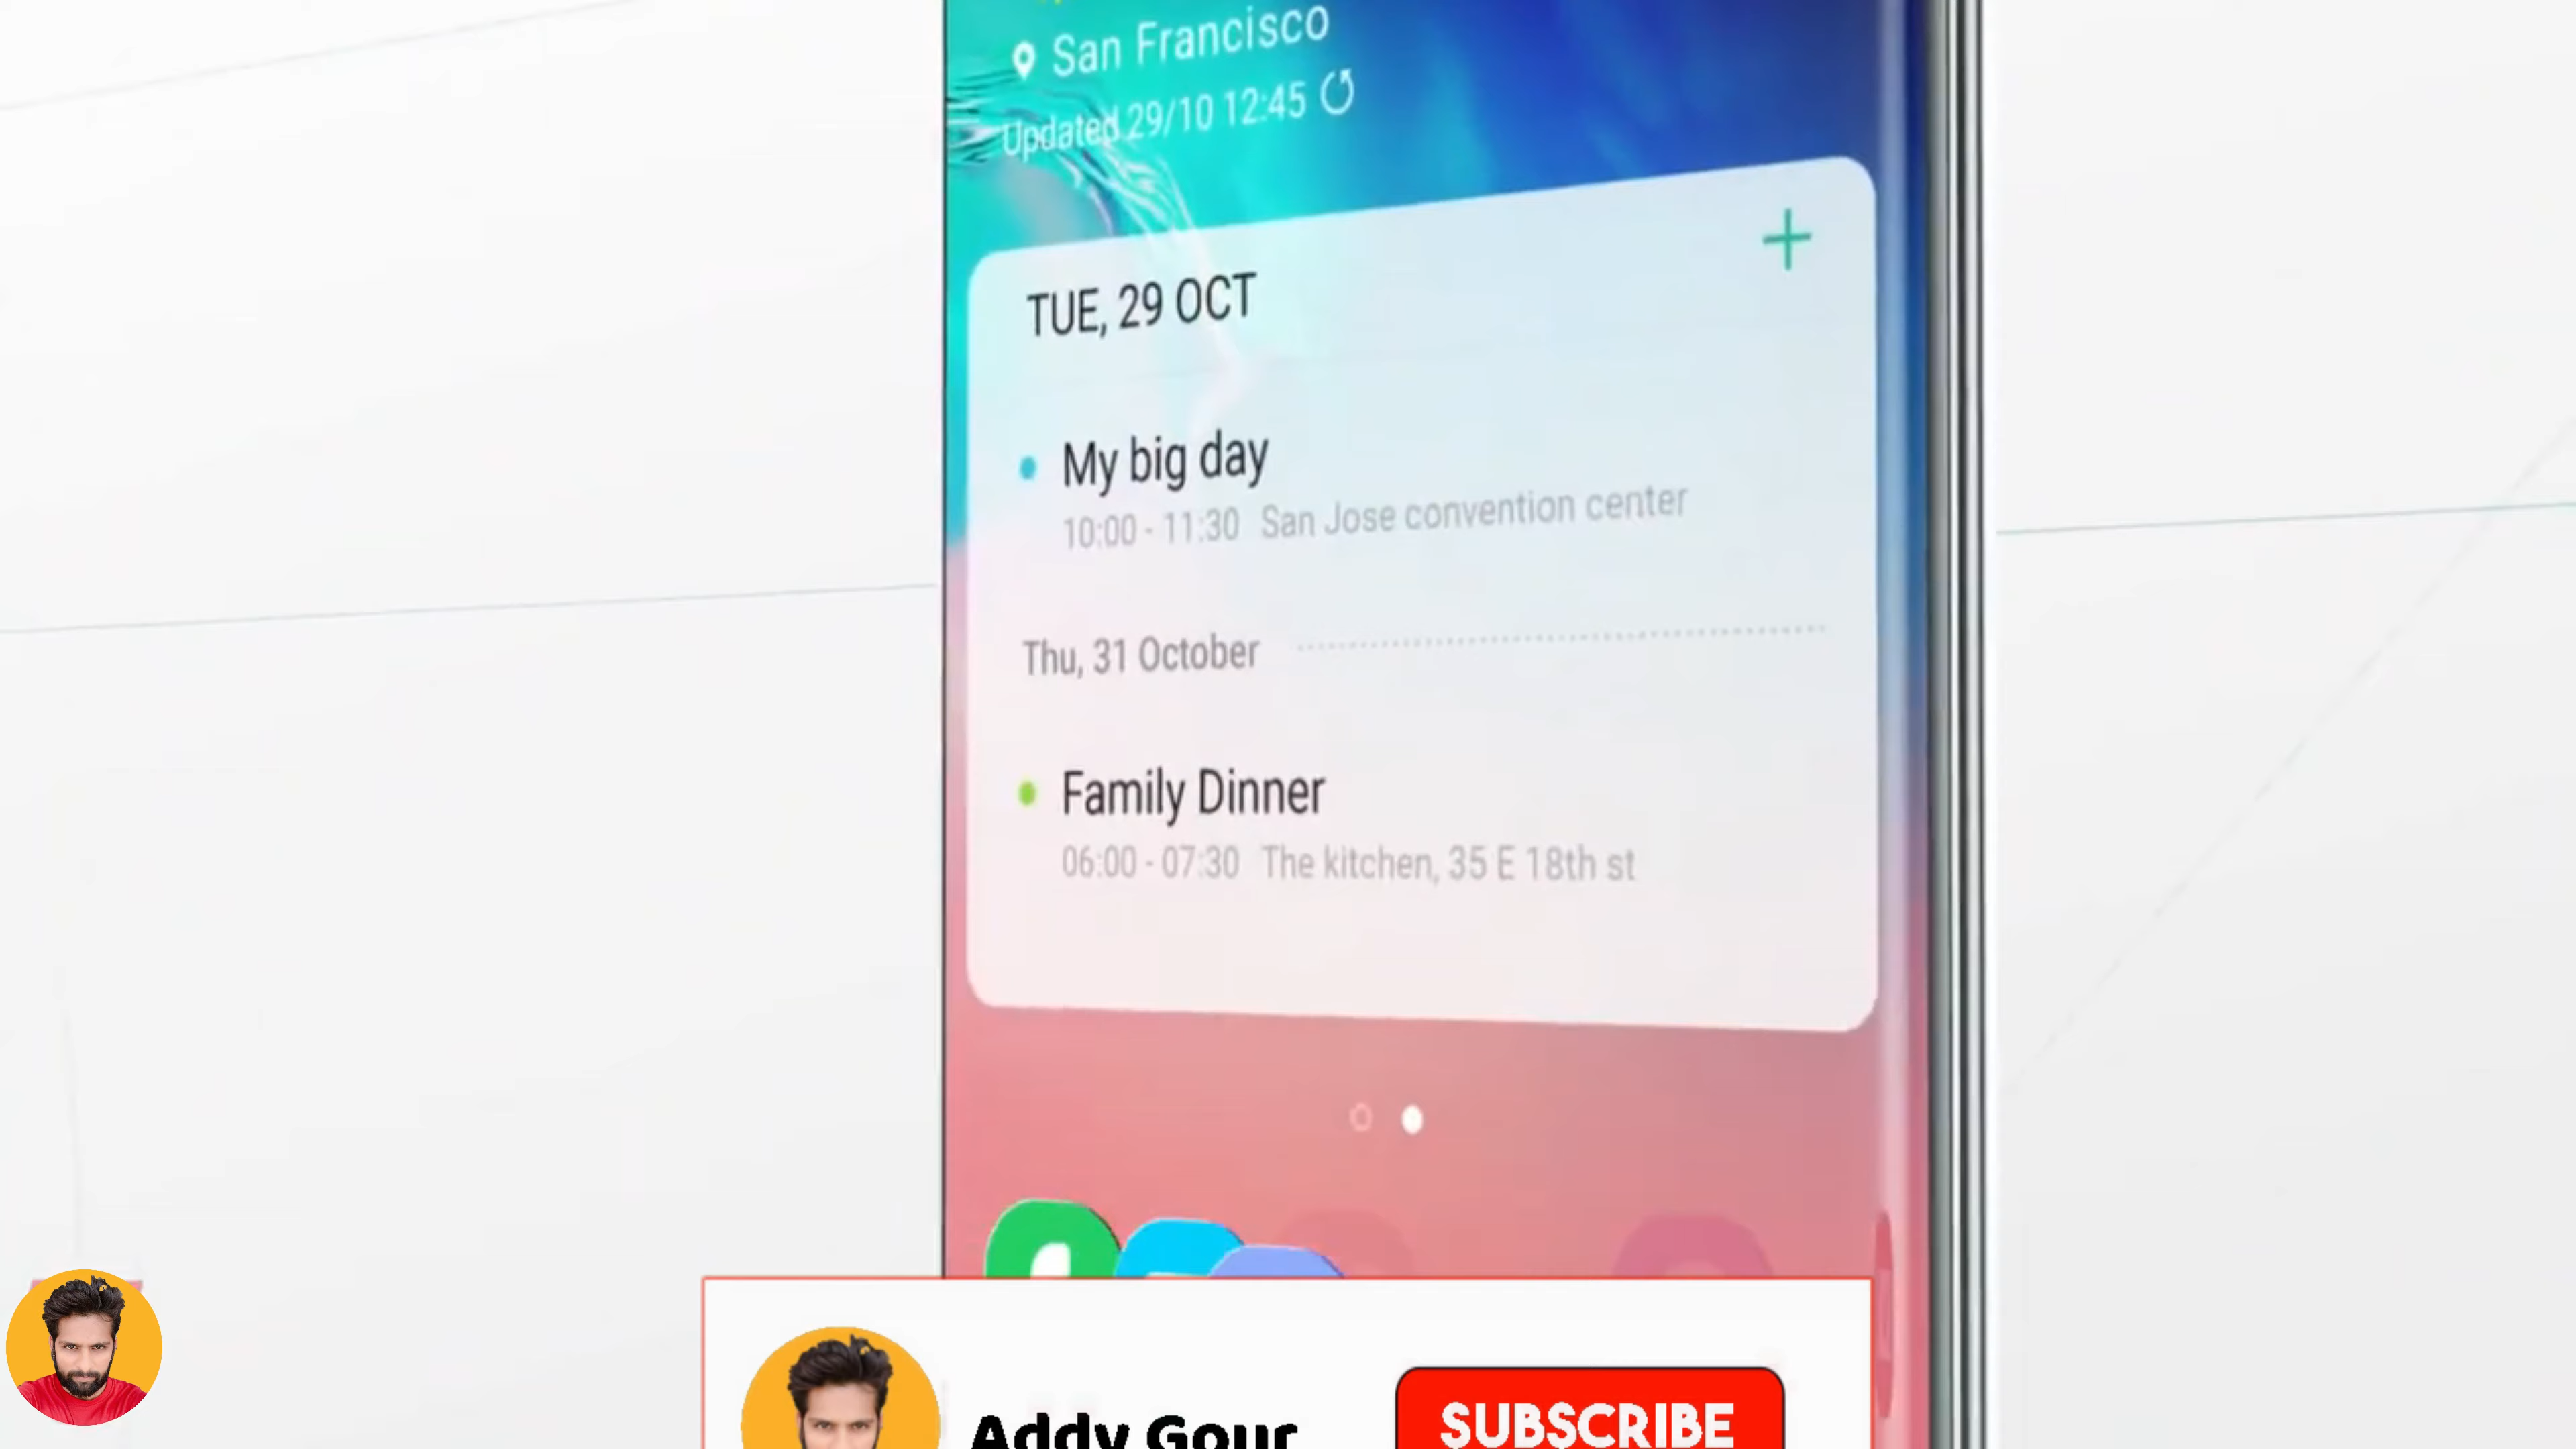 San Francisco
Updated 29/10 12:45
TUE, 29 OCT
My big day
10:00 - 11:30 San Jose convention center
Thu, 31 October
Family Dinner
06:00 - 07:30 The kitchen, 35 E 18th st
Addy Gour
SUBSCRIBE